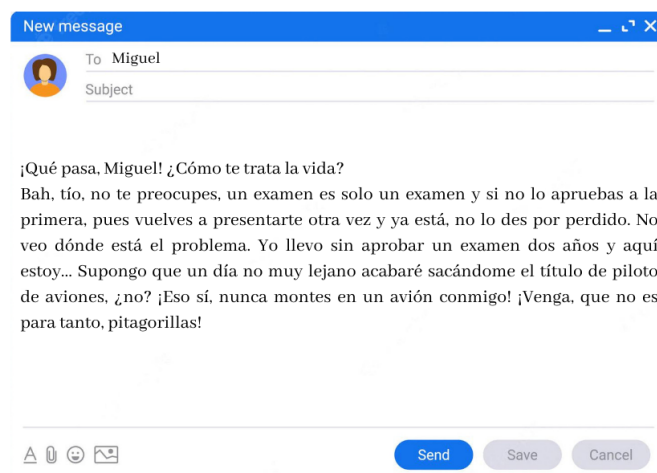 New message
To Miguel
Subject
¡Qué pasa, Miguel! ¿Cómo te trata la vida?
Bah, tío, no te preocupes, un examen es solo un examen y si no lo apruebas a la
primera, pues vuelves a presentarte otra vez y ya está, no lo des por perdido. No
veo dónde está el problema. Yo llevo sin aprobar un examen dos años y aquí
estoy... Supongo que un día no muy lejano acabaré sacándome el título de piloto
de aviones, ¿no? ¡Eso sí, nunca montes en un avión conmigo! ¡Venga, que no es
para tanto, pitagorillas!
A
Send Save Cancel